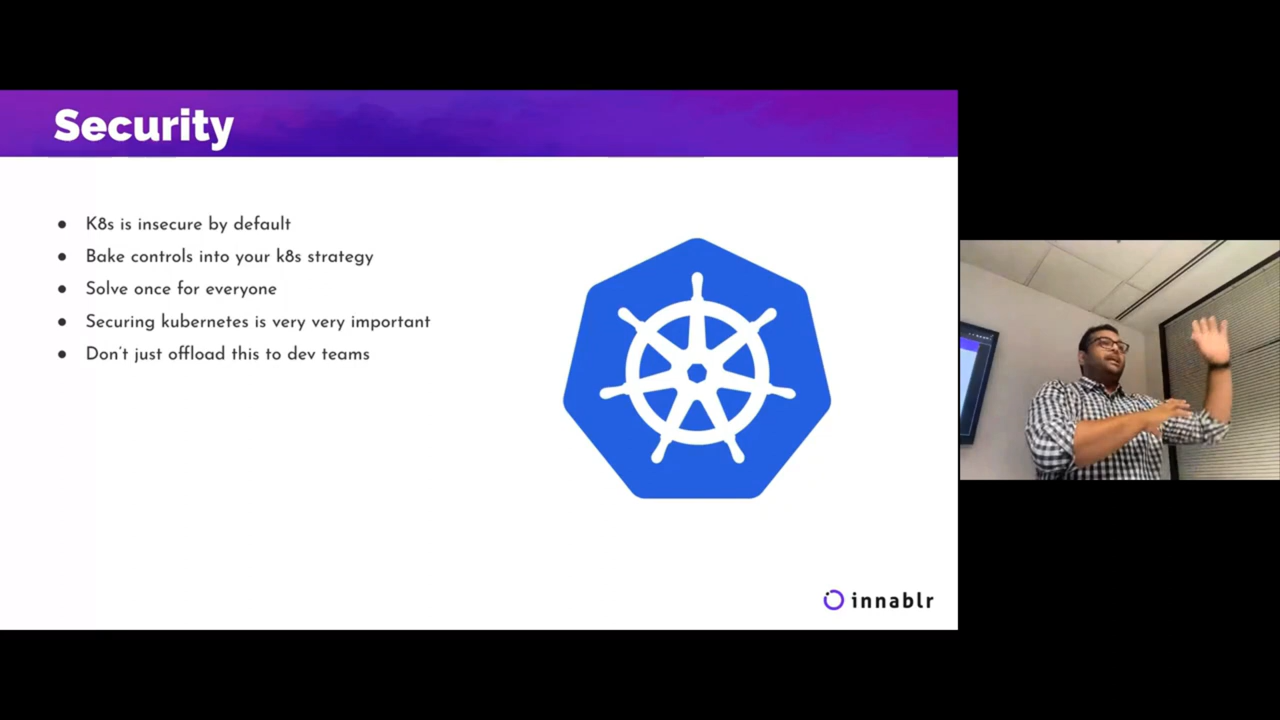 Security
K8s is insecure by default
Bake controls into your k8s strategy
Solve once for everyone
Securing kubernetes is very very important
Don't just offload this to dev teams
innablr